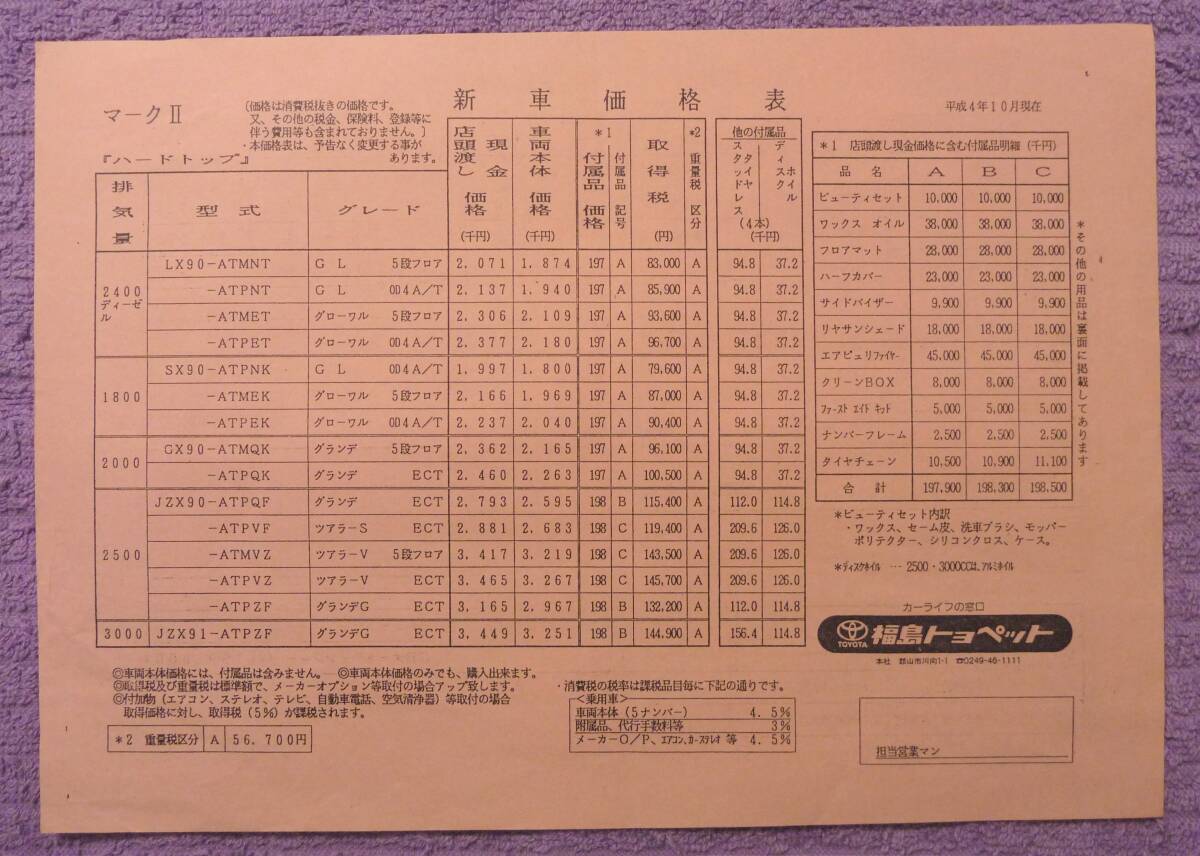 新車価格表
マークⅡ
〔価格は消費税抜きの価格です。
又、その他の税金、保険料、登録等に
伴う費用等も含まれておりません。〕
・本価格表は、予告なく変更する事が
あります。
平成4年10月現在
『ハードトップ』
排気量 型式 グレード 店頭渡し現金価格(千円) 車両本体価格(千円) *1付属品価格 付属品記号 取得税(円) *2重量税区分 他の付属品 スタッドレスタイヤ ディスクホイル (4本)(千円)
2400ディーゼル LX90-ATMNT GL 5段フロア 2.071 1.874 197 A 83,000 A 94.8 37.2
-ATPNT GL OD4A/T 2.137 1.940 197 A 85,900 A 94.8 37.2
-ATMET グローワル 5段フロア 2.306 2.109 197 A 93,600 A 94.8 37.2
-ATPET グローワル OD4A/T 2.377 2.180 197 A 96,700 A 94.8 37.2
1800 SX90-ATPNK GL OD4A/T 1.997 1.800 197 A 79,600 A 94.8 37.2
-ATMEK グローワル 5段フロア 2.166 1.969 197 A 87,000 A 94.8 37.2
-ATPEK グローワル OD4A/T 2.237 2.040 197 A 90,400 A 94.8 37.2
2000 GX90-ATMQK グランデ 5段フロア 2.362 2.165 197 A 96,100 A 94.8 37.2
-ATPQK グランデ ECT 2.460 2.263 197 A 100,500 A 94.8 37.2
2500 JZX90-ATPQF グランデ ECT 2.793 2.595 198 B 115,400 A 112.0 114.8
-ATPVF ツアラ-S ECT 2.881 2.683 198 C 119,400 A 209.6 126.0
-ATMVZ ツアラ-V 5段フロア 3.417 3.219 198 C 143,500 A 209.6 126.0
-ATPVZ ツアラ-V ECT 3.465 3.267 198 C 145,700 A 209.6 126.0
-ATPZF グランデG ECT 3.165 2.967 198 B 132,200 A 112.0 114.8
3000 JZX91-ATPZF グランデG ECT 3.449 3.251 198 B 144,900 A 156.4 114.8
*1 店頭渡し現金価格に含む付属品明細(千円)
品名 A B C
ビューティセット 10,000 10,000 10,000
ワックス オイル 38,000 38,000 38,000
フロアマット 28,000 28,000 28,000
ハーフカバー 23,000 23,000 23,000
サイドバイザー 9,900 9,900 9,900
リヤサンシェード 18,000 18,000 18,000
エアピュリファイヤー 45,000 45,000 45,000
クリーンBOX 8,000 8,000 8,000
ファースト エイド キット 5,000 5,000 5,000
ナンバーフレーム 2,500 2,500 2,500
タイヤチェーン 10,500 10,900 11,100
合計 197,900 198,300 198,500
*その他の用品は裏面に掲載してあります
*ビューティセット内訳
・ワックス、セーム皮、洗車ブラシ、モッパー
ポリテクター、シリコンクロス、ケース。
*ディスクホイル …2500・3000CCは、アルミホイル
カーライフの窓口
TOYOTA 福島トヨペット
本社 郡山市川向1-1 ☎0249-46-1111
◎車両本体価格には、付属品は含みません。 ◎車両本体価格のみでも、購入出来ます。
◎取得税及び重量税は標準額で、メーカーオプション等取付の場合アップ致します。
◎付加物(エアコン、ステレオ、テレビ、自動車電話、空気清浄器)等取付の場合
取得価格に対し、取得税(5%)が課税されます。
*2 重量税区分 A 56.700円
・消費税の税率は課税品目毎に下記の通りです。
<乗用車>
車両本体(5ナンバー) 4.5%
附属品、代行手数料等 3%
メーカーO/P、エアコン、カーステレオ 等 4.5%
担当営業マン